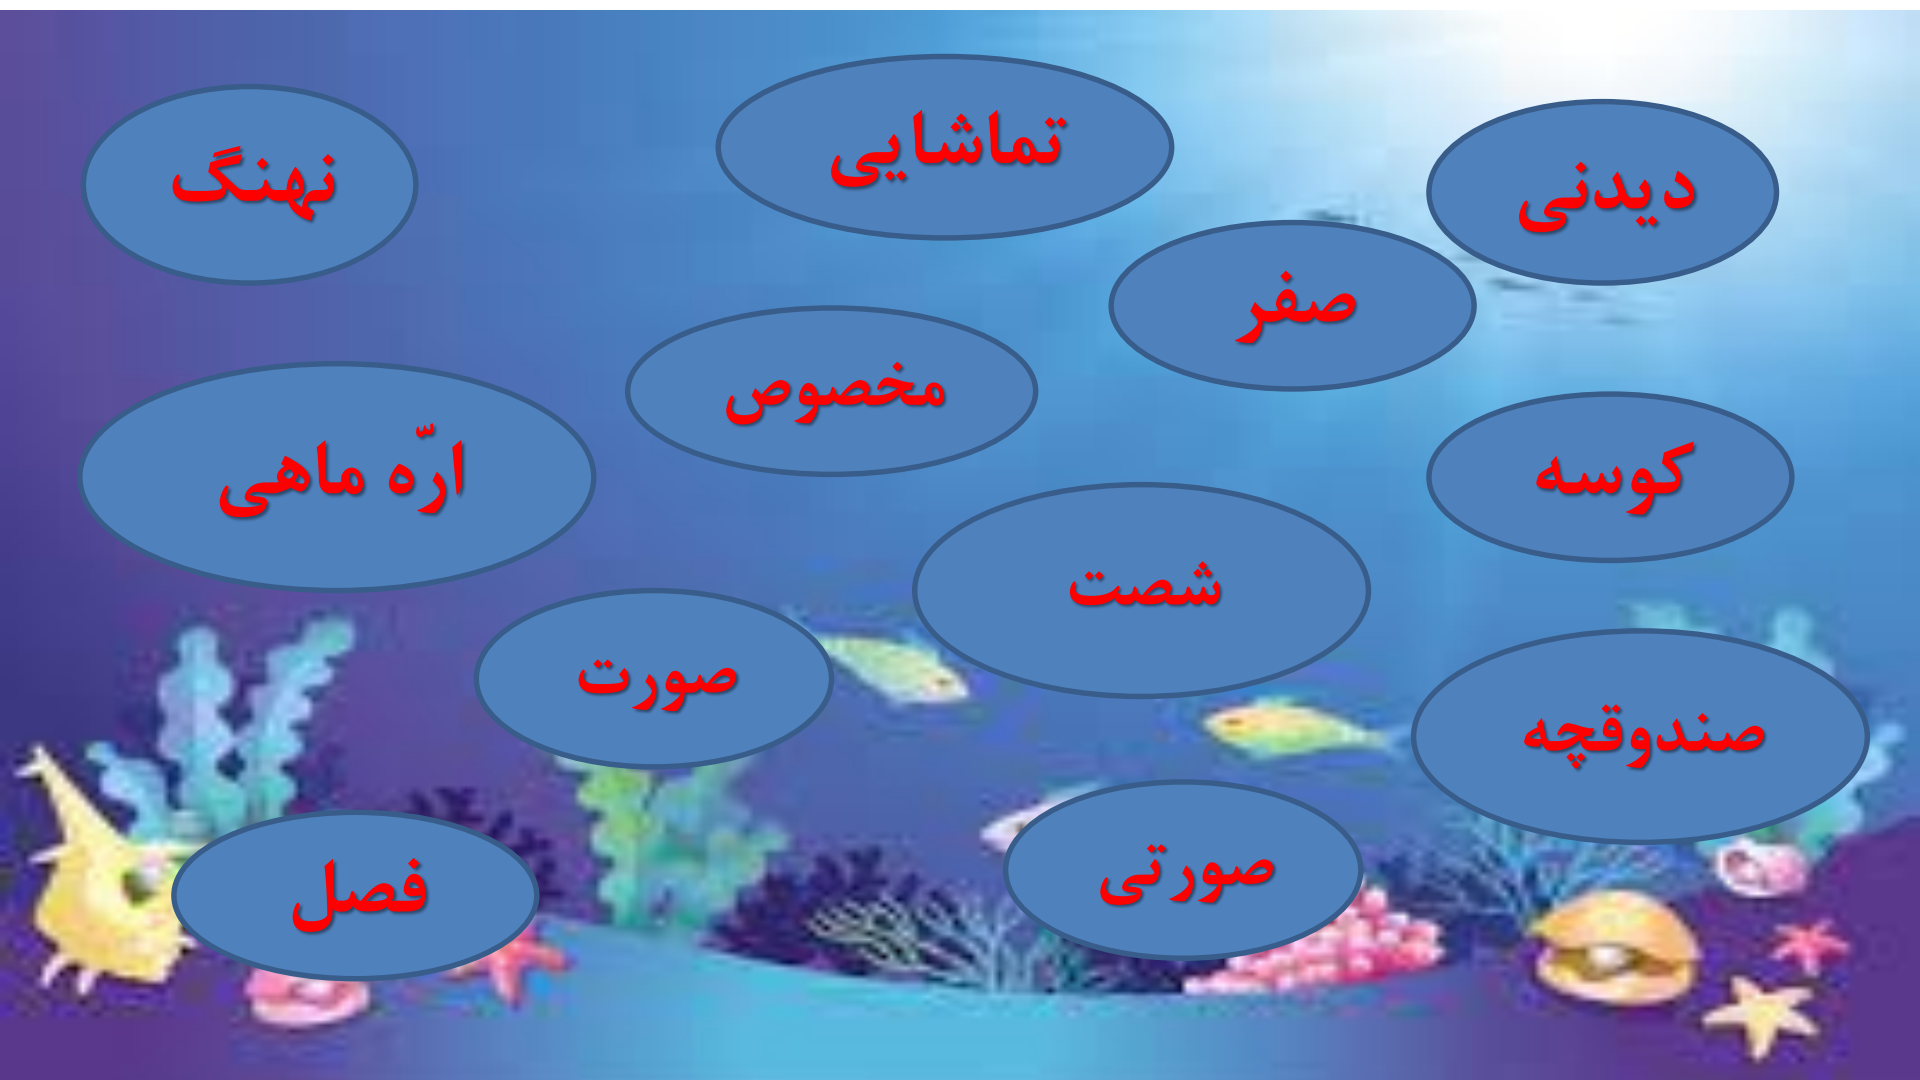 دیدنی
تماشایی
نهنگ
صفر
مخصوص
ارّه ماهی
کوسه
شصت
صورت
صندوقچه
صورتی
فصل